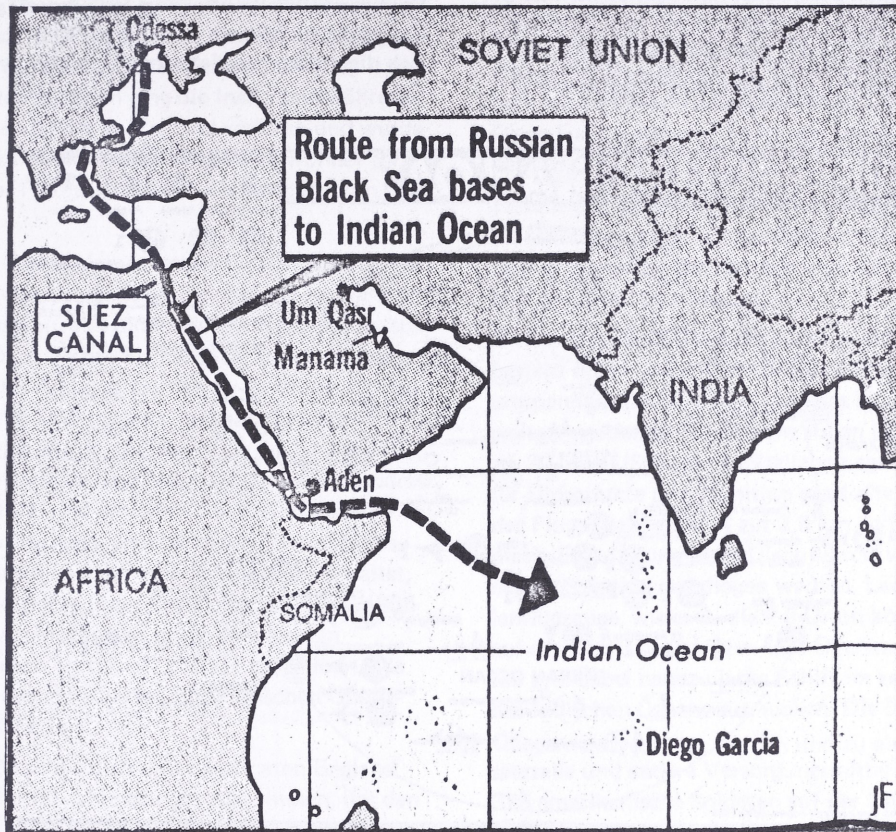 Odessa
SOVIET UNION
Route from Russian
Black Sea bases
to Indian Ocean
SUEZ
CANAL
Um Qasr
Manama
INDIA
Aden
AFRICA
SOMALIA
Indian Ocean
Diego Garcia
JF